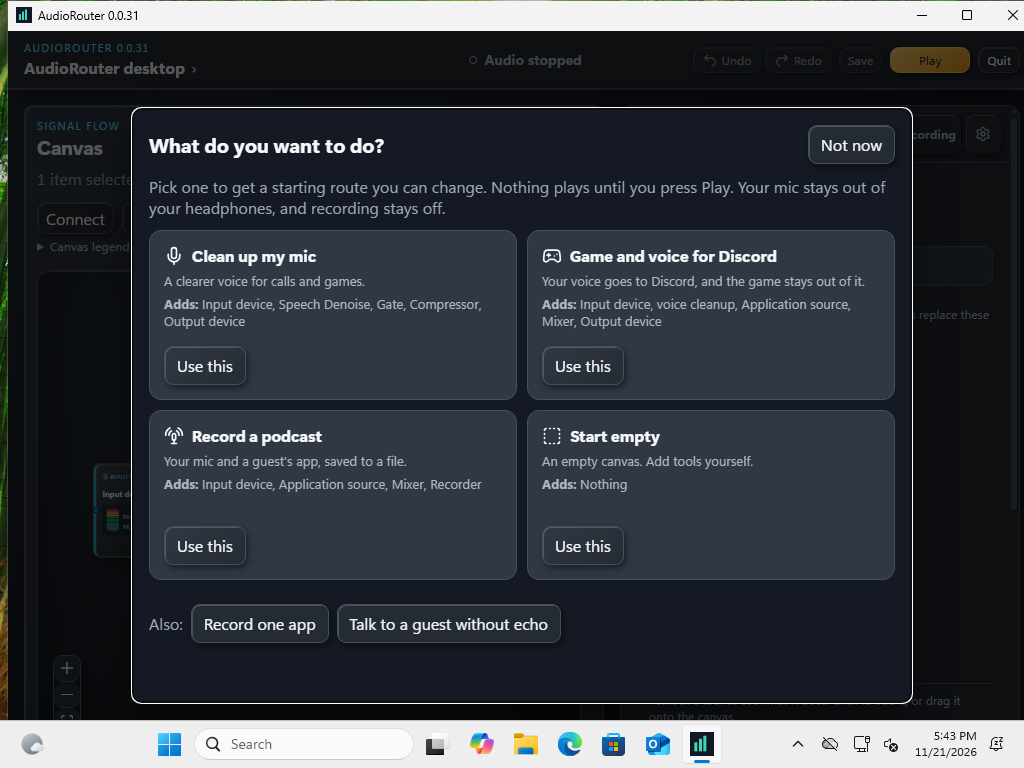 AudioRouter 0.0.31
AUDIOROUTER 0.0.31
AudioRouter desktop ›
Audio stopped
Undo
Redo
Save
Play
Quit
SIGNAL FLOW
Canvas
1 item selecte
Connect
Canvas legend
cording
What do you want to do?
Not now
Pick one to get a starting route you can change. Nothing plays until you press Play. Your mic stays out of
your headphones, and recording stays off.
Clean up my mic
A clearer voice for calls and games.
Adds: Input device, Speech Denoise, Gate, Compressor,
Output device
Use this
Game and voice for Discord
Your voice goes to Discord, and the game stays out of it.
Adds: Input device, voice cleanup, Application source,
Mixer, Output device
Use this
s replace these
Record a podcast
Your mic and a guest's app, saved to a file.
Adds: Input device, Application source, Mixer, Recorder
Use this
Start empty
An empty canvas. Add tools yourself.
Adds: Nothing
Use this
INPUT
Input de
Also:
Record one app
Talk to a guest without echo
or drag it
onto the canvas
Search
5:43 PM
11/21/2026